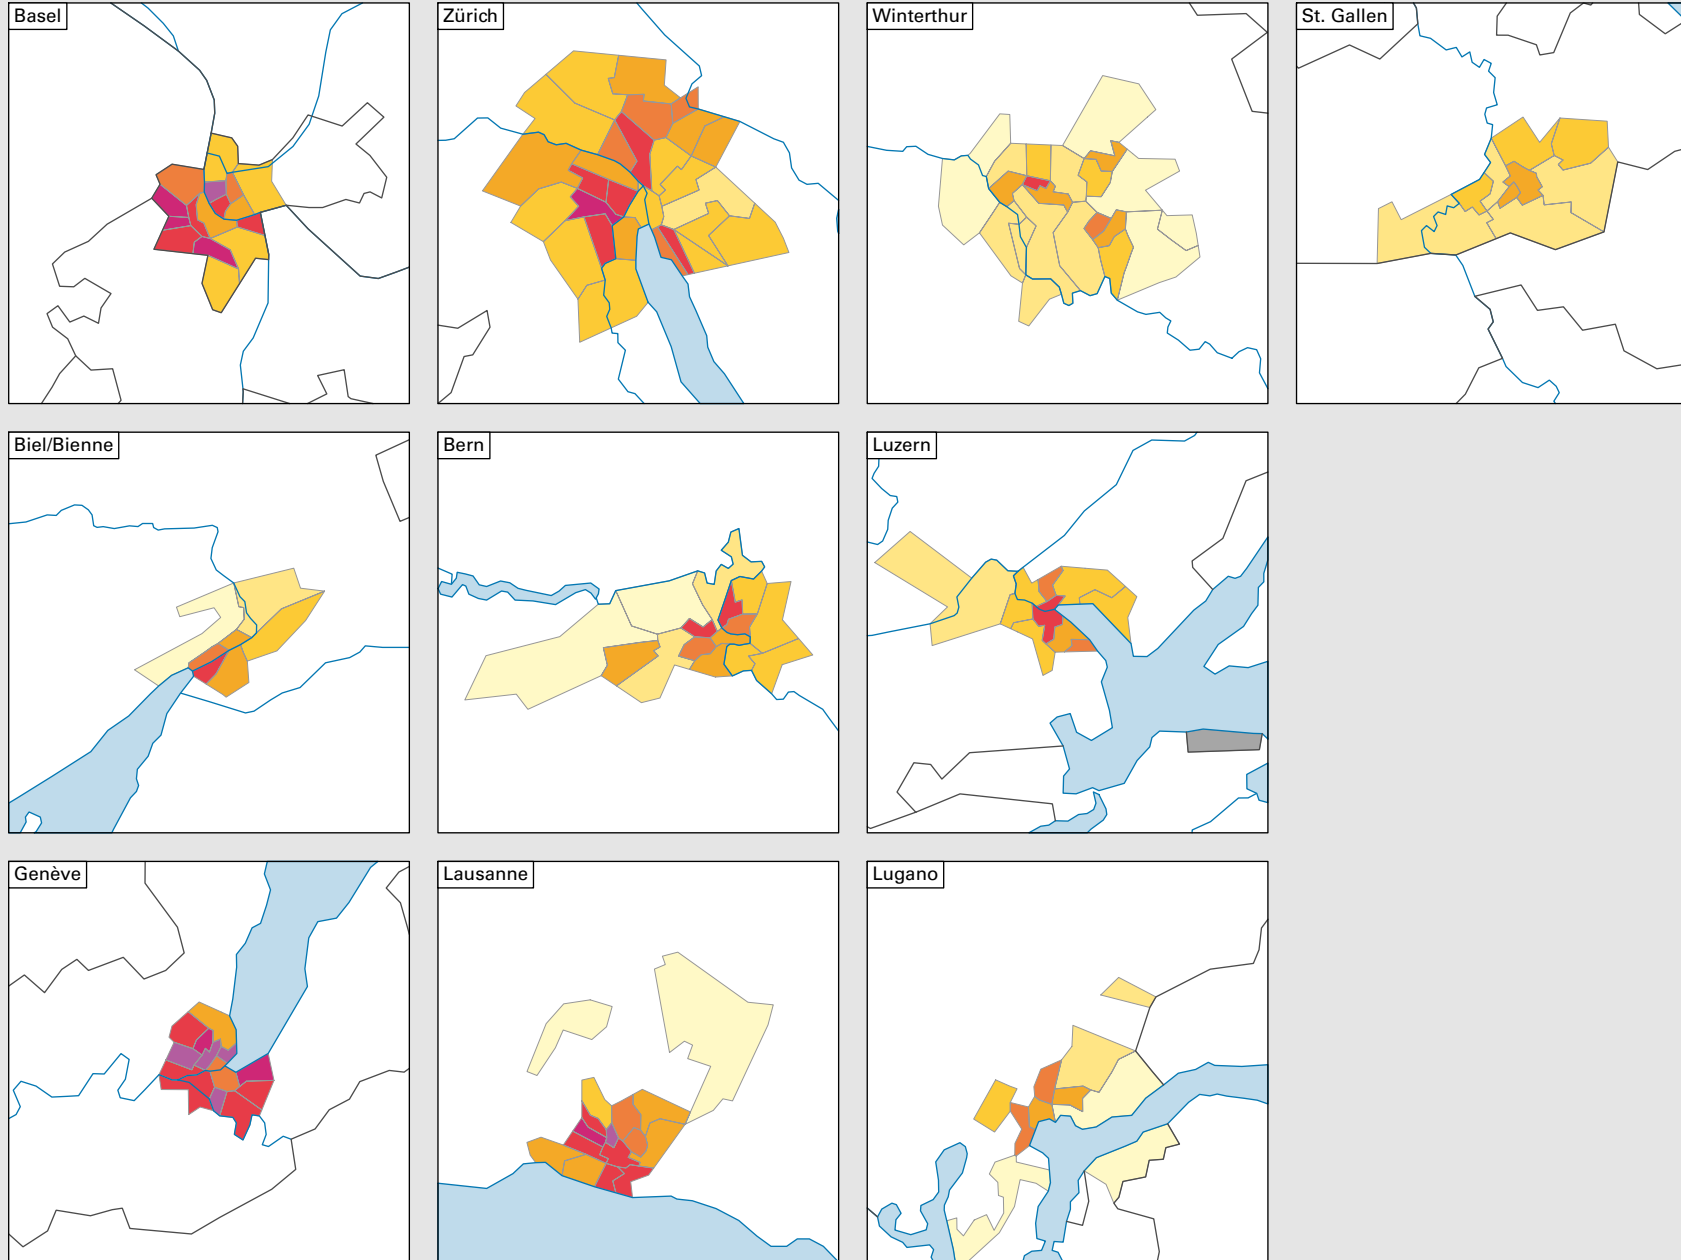 Basel
Zürich
Winterthur
St. Gallen
Biel/Bienne
Bern
Luzern
Genève
Lausanne
Lugano